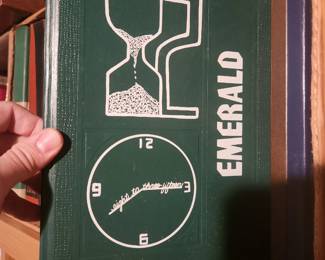 EMERALD
12
9
eight to three-fifteen
3
6